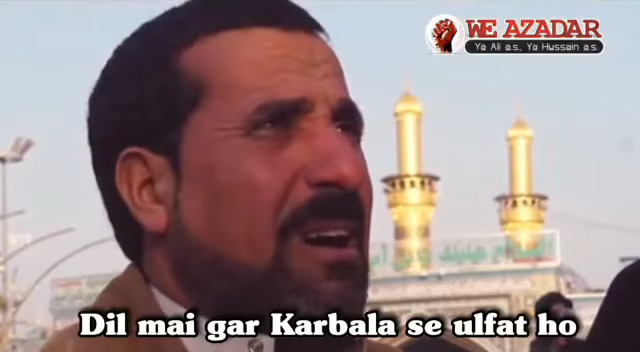 WE AZADAR
Ya Ali a.s., Ya Hussain a.s
Dil mai gar Karbala se ulfat ho